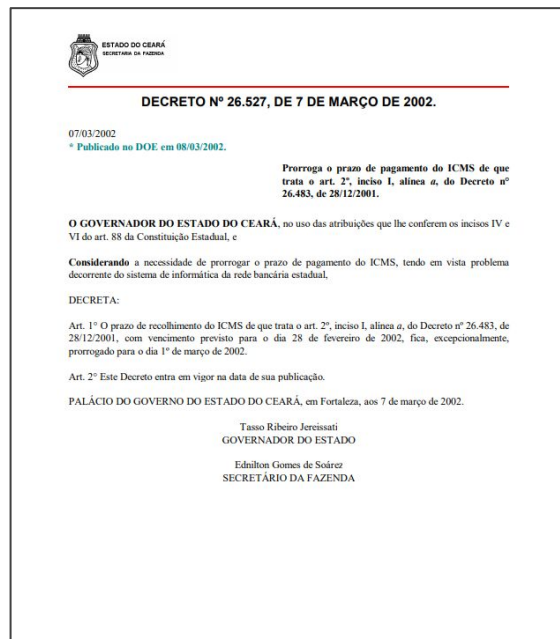 ESTADO DO CEARÁ
SECRETARIA DA FAZENDA
DECRETO Nº 26.527, DE 7 DE MARÇO DE 2002.
07/03/2002
* Publicado no DOE em 08/03/2002.
Prorroga o prazo de pagamento do ICMS de que
trata o art. 2º, inciso I, alínea a, do Decreto nº
26.483, de 28/12/2001.
O GOVERNADOR DO ESTADO DO CEARÁ, no uso das atribuições que lhe conferem os incisos IV e
VI do art. 88 da Constituição Estadual, e
Considerando a necessidade de prorrogar o prazo de pagamento do ICMS, tendo em vista problema
decorrente do sistema de informática da rede bancária estadual,
DECRETA:
Art. 1° O prazo de recolhimento do ICMS de que trata o art. 2º, inciso I, alínea a, do Decreto nº 26.483, de
28/12/2001, com vencimento previsto para o dia 28 de fevereiro de 2002, fica, excepcionalmente,
prorrogado para o dia 1º de março de 2002.
Art. 2° Este Decreto entra em vigor na data de sua publicação.
PALÁCIO DO GOVERNO DO ESTADO DO CEARÁ, em Fortaleza, aos 7 de março de 2002.
Tasso Ribeiro Jereissati
GOVERNADOR DO ESTADO
Ednilton Gomes de Soárez
SECRETÁRIO DA FAZENDA